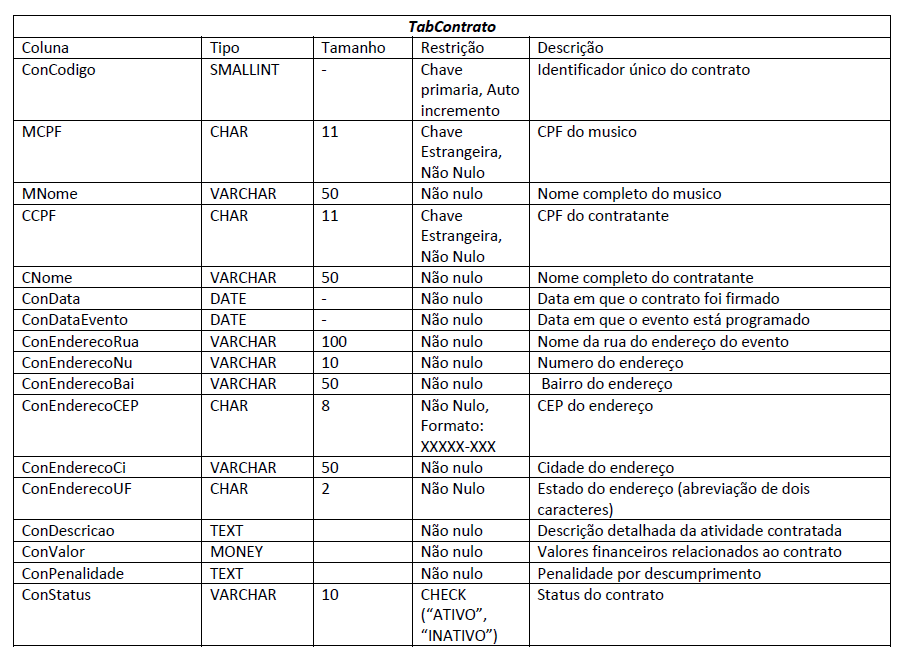 TabContrato
Coluna Tipo Tamanho Restrição Descrição
ConCodigo SMALLINT - Chave Identificador único do contrato
primaria, Auto
incremento
MCPF CHAR 11 Chave CPF do musico
Estrangeira,
Não Nulo
MNome VARCHAR 50 Não nulo Nome completo do musico
CCPF CHAR 11 Chave CPF do contratante
Estrangeira,
Não Nulo
CNome VARCHAR 50 Não nulo Nome completo do contratante
ConData DATE - Não nulo Data em que o contrato foi firmado
ConDataEvento DATE - Não nulo Data em que o evento está programado
ConEnderecoRua VARCHAR 100 Não nulo Nome da rua do endereço do evento
ConEnderecoNu VARCHAR 10 Não nulo Numero do endereço
ConEnderecoBai VARCHAR 50 Não nulo Bairro do endereço
ConEnderecoCEP CHAR 8 Não Nulo, CEP do endereço
Formato:
XXXXX-XXX
ConEnderecoCi VARCHAR 50 Não nulo Cidade do endereço
ConEnderecoUF CHAR 2 Não Nulo Estado do endereço (abreviação de dois
caracteres)
ConDescricao TEXT Não nulo Descrição detalhada da atividade contratada
ConValor MONEY Não nulo Valores financeiros relacionados ao contrato
ConPenalidade TEXT Não nulo Penalidade por descumprimento
ConStatus VARCHAR 10 CHECK Status do contrato
(“ATIVO”,
“INATIVO”)